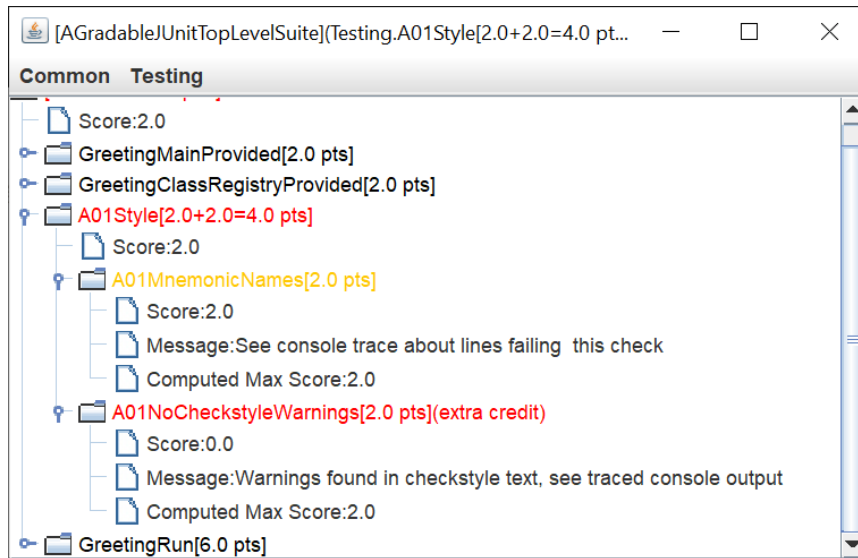 [AGradableJUnitTopLevelSuite](Testing.A01Style[2.0+2.0=4.0 pt...
Common Testing
Score:2.0
GreetingMainProvided[2.0 pts]
GreetingClassRegistryProvided[2.0 pts]
A01Style[2.0+2.0=4.0 pts]
Score:2.0
A01MnemonicNames[2.0 pts]
Score:2.0
Message:See console trace about lines failing  this check
Computed Max Score:2.0
A01NoCheckstyleWarnings[2.0 pts](extra credit)
Score:0.0
Message:Warnings found in checkstyle text, see traced console output
Computed Max Score:2.0
GreetingRun[6.0 pts]